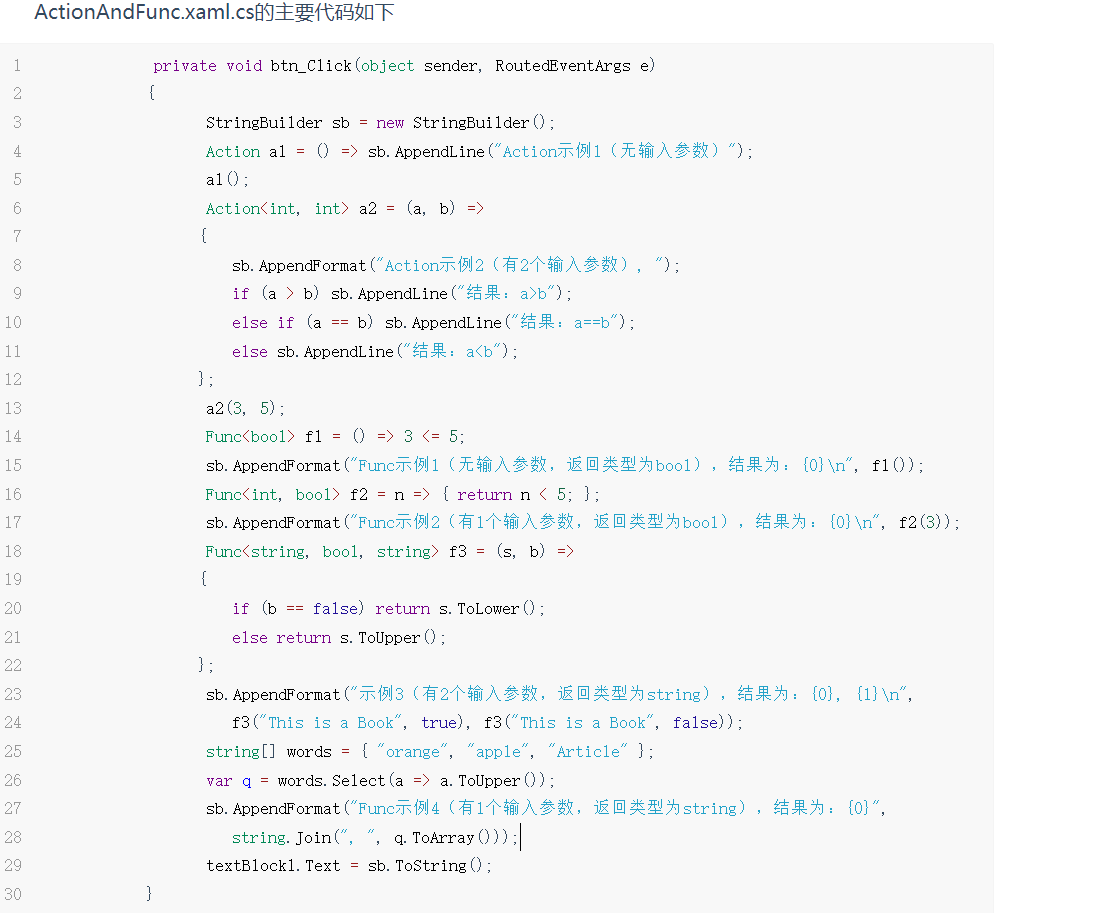 ActionAndFunc.xaml.cs的主要代码如下
1 private void btn_Click(object sender, RoutedEventArgs e)
2 {
3 StringBuilder sb = new StringBuilder();
4 Action a1 = () => sb.AppendLine("Action示例1（无输入参数）");
5 a1();
6 Action<int, int> a2 = (a, b) =>
7 {
8 sb.AppendFormat("Action示例2（有2个输入参数）, ");
9 if (a > b) sb.AppendLine("结果：a>b");
10 else if (a == b) sb.AppendLine("结果：a==b");
11 else sb.AppendLine("结果：a<b");
12 };
13 a2(3, 5);
14 Func<bool> f1 = () => 3 <= 5;
15 sb.AppendFormat("Func示例1（无输入参数，返回类型为bool），结果为：{0}\n", f1());
16 Func<int, bool> f2 = n => { return n < 5; };
17 sb.AppendFormat("Func示例2（有1个输入参数，返回类型为bool），结果为：{0}\n", f2(3));
18 Func<string, bool, string> f3 = (s, b) =>
19 {
20 if (b == false) return s.ToLower();
21 else return s.ToUpper();
22 };
23 sb.AppendFormat("示例3（有2个输入参数，返回类型为string），结果为：{0}, {1}\n",
24 f3("This is a Book", true), f3("This is a Book", false));
25 string[] words = { "orange", "apple", "Article" };
26 var q = words.Select(a => a.ToUpper());
27 sb.AppendFormat("Func示例4（有1个输入参数，返回类型为string），结果为：{0}",
28 string.Join(", ", q.ToArray()));
29 textBlock1.Text = sb.ToString();
30 }